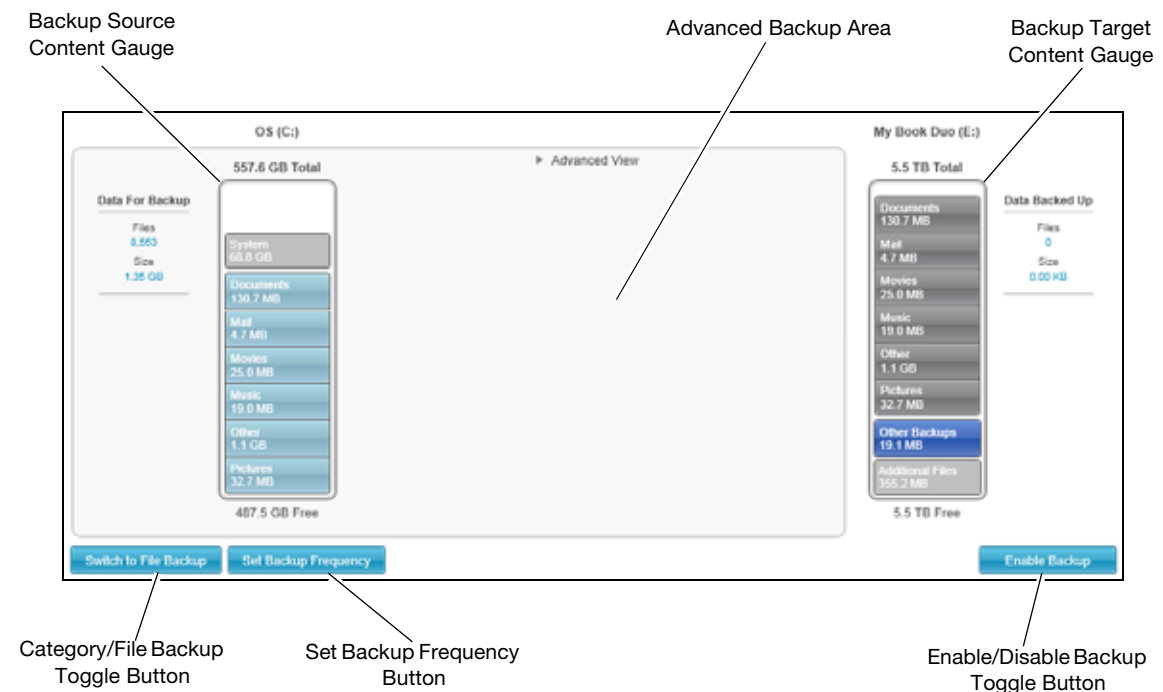 Backup Source
Content Gauge
Advanced Backup Area
Backup Target
Content Gauge
OS (C:)
My Book Duo (E:)
557.6 GB Total
Advanced View
5.5 TB Total
Data For Backup
Files
8,553
Size
1.35 GB
System
68.8 GB
Documents
130.7 MB
Mail
4.7 MB
Movies
25.0 MB
Music
19.0 MB
Other
1.1 GB
Pictures
32.7 MB
487.5 GB Free
Documents
130.7 MB
Mail
4.7 MB
Movies
25.0 MB
Music
19.0 MB
Other
1.1 GB
Pictures
32.7 MB
Other Backups
19.1 MB
Additional Files
355.2 MB
5.5 TB Free
Data Backed Up
Files
0
Size
0.00 KB
Switch to File Backup
Set Backup Frequency
Enable Backup
Category/File Backup
Toggle Button
Set Backup Frequency
Button
Enable/Disable Backup
Toggle Button